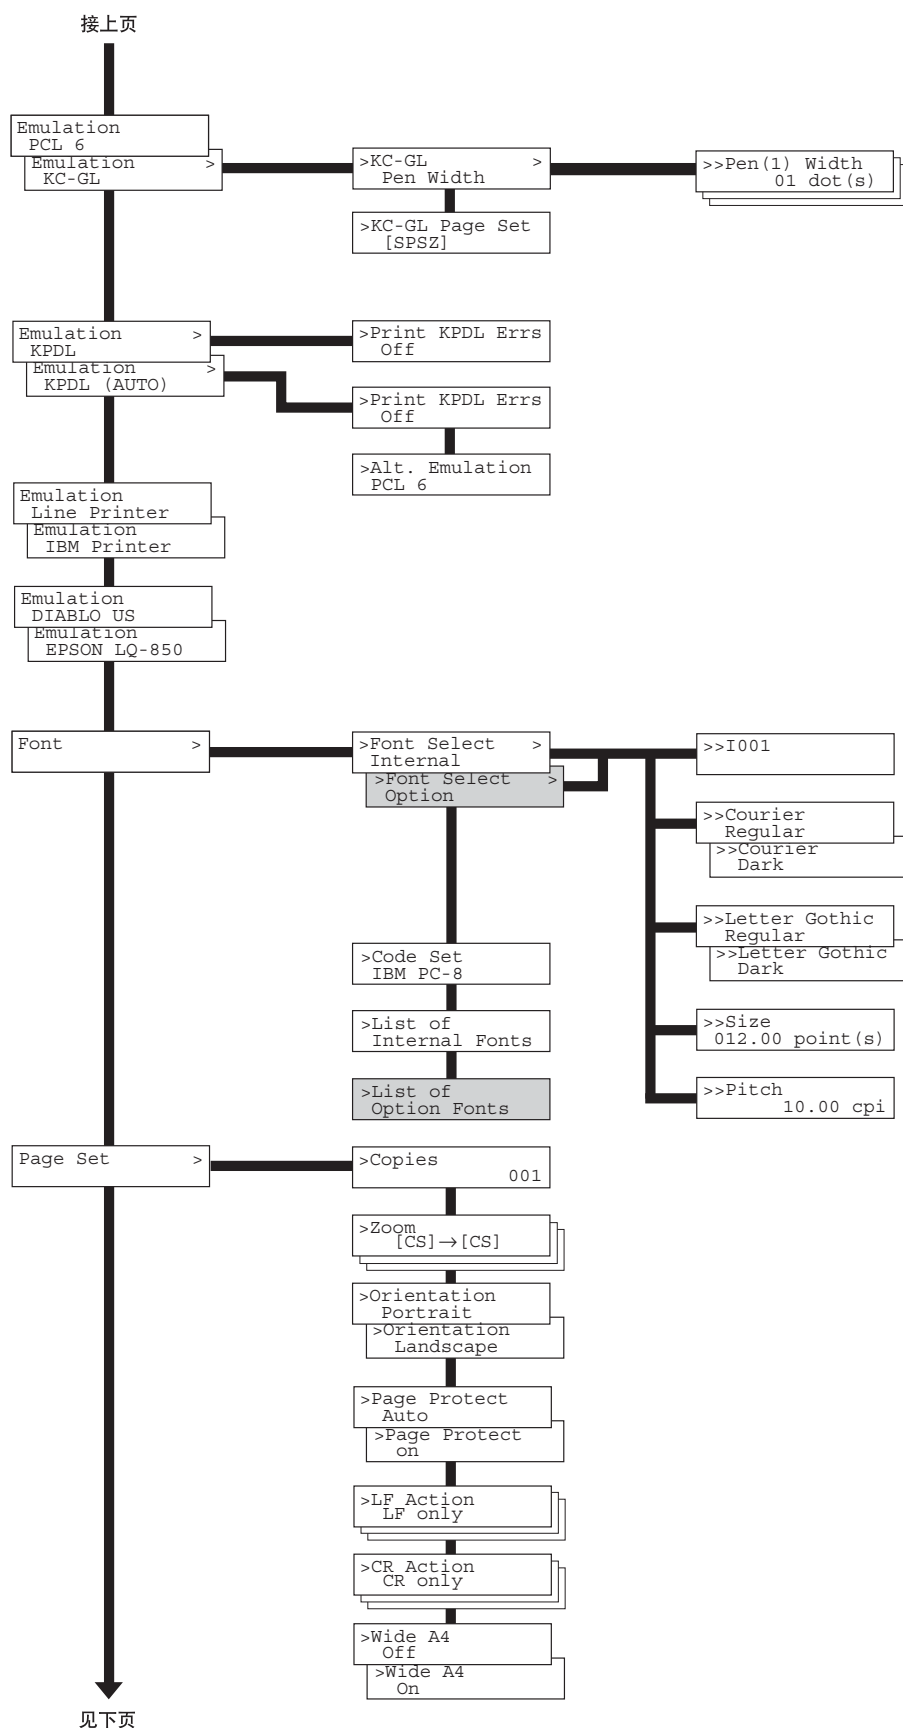 接上页
Emulation
PCL 6
Emulation >
KC-GL
>KC-GL >
Pen Width
>>Pen(1) Width
01 dot(s)
>KC-GL Page Set
[SPSZ]
Emulation >
KPDL
>Print KPDL Errs
Off
Emulation >
KPDL (AUTO)
>Print KPDL Errs
Off
>Alt. Emulation
PCL 6
Emulation
Line Printer
Emulation
IBM Printer
Emulation
DIABLO US
Emulation
EPSON LQ-850
Font >
>Font Select >
Internal
>Font Select >
Option
>>I001
>>Courier
Regular
>>Courier
Dark
>>Letter Gothic
Regular
>>Letter Gothic
Dark
>>Size
012.00 point(s)
>>Pitch
10.00 cpi
>Code Set
IBM PC-8
>List of
Internal Fonts
>List of
Option Fonts
Page Set >
>Copies
001
>Zoom
[CS]→[CS]
>Orientation
Portrait
>Orientation
Landscape
>Page Protect
Auto
>Page Protect
on
>LF Action
LF only
>CR Action
CR only
>Wide A4
Off
>Wide A4
On
见下页